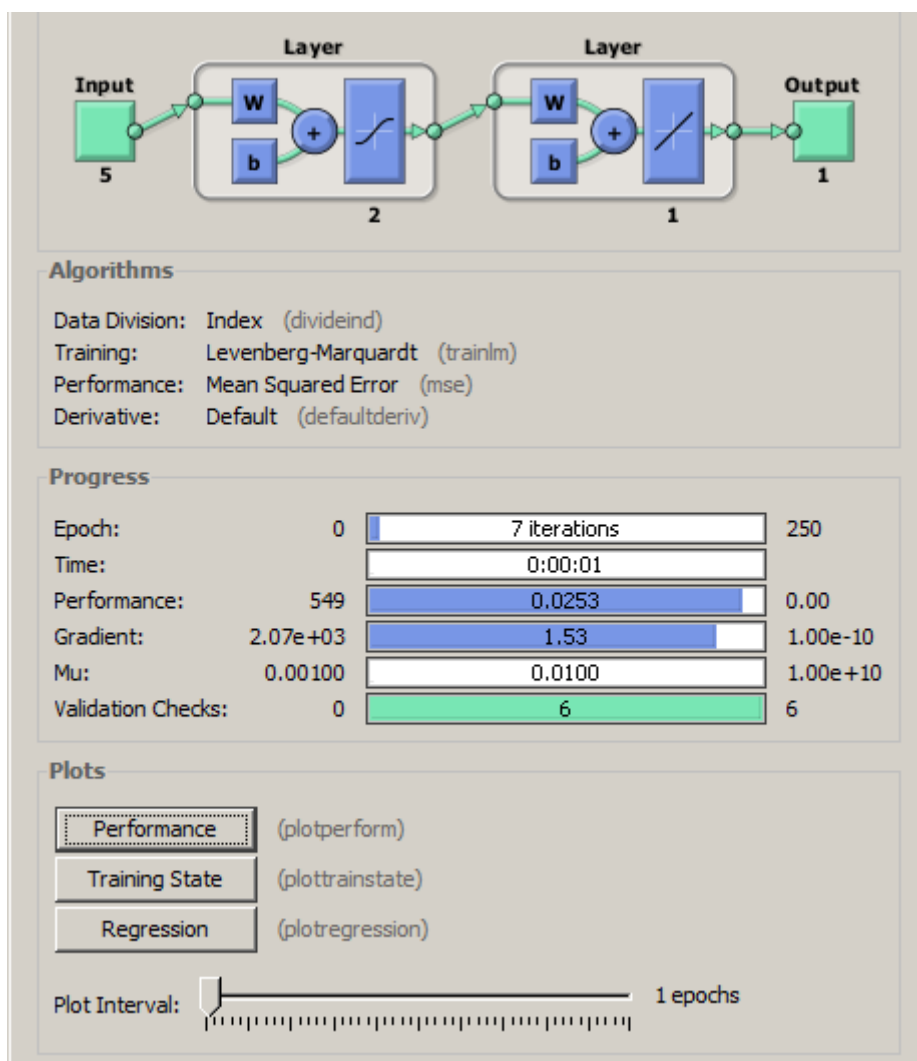 Layer Layer
Input Output
W + W +
b b
5 1
2 1
Algorithms
Data Division: Index (divideind)
Training: Levenberg-Marquardt (trainlm)
Performance: Mean Squared Error (mse)
Derivative: Default (defaultderiv)
Progress
Epoch: 0 7 iterations 250
Time: 0:00:01
Performance: 549 0.0253 0.00
Gradient: 2.07e+03 1.53 1.00e-10
Mu: 0.00100 0.0100 1.00e+10
Validation Checks: 0 6 6
Plots
Performance (plotperform)
Training State (plottrainstate)
Regression (plotregression)
Plot Interval: 1 epochs